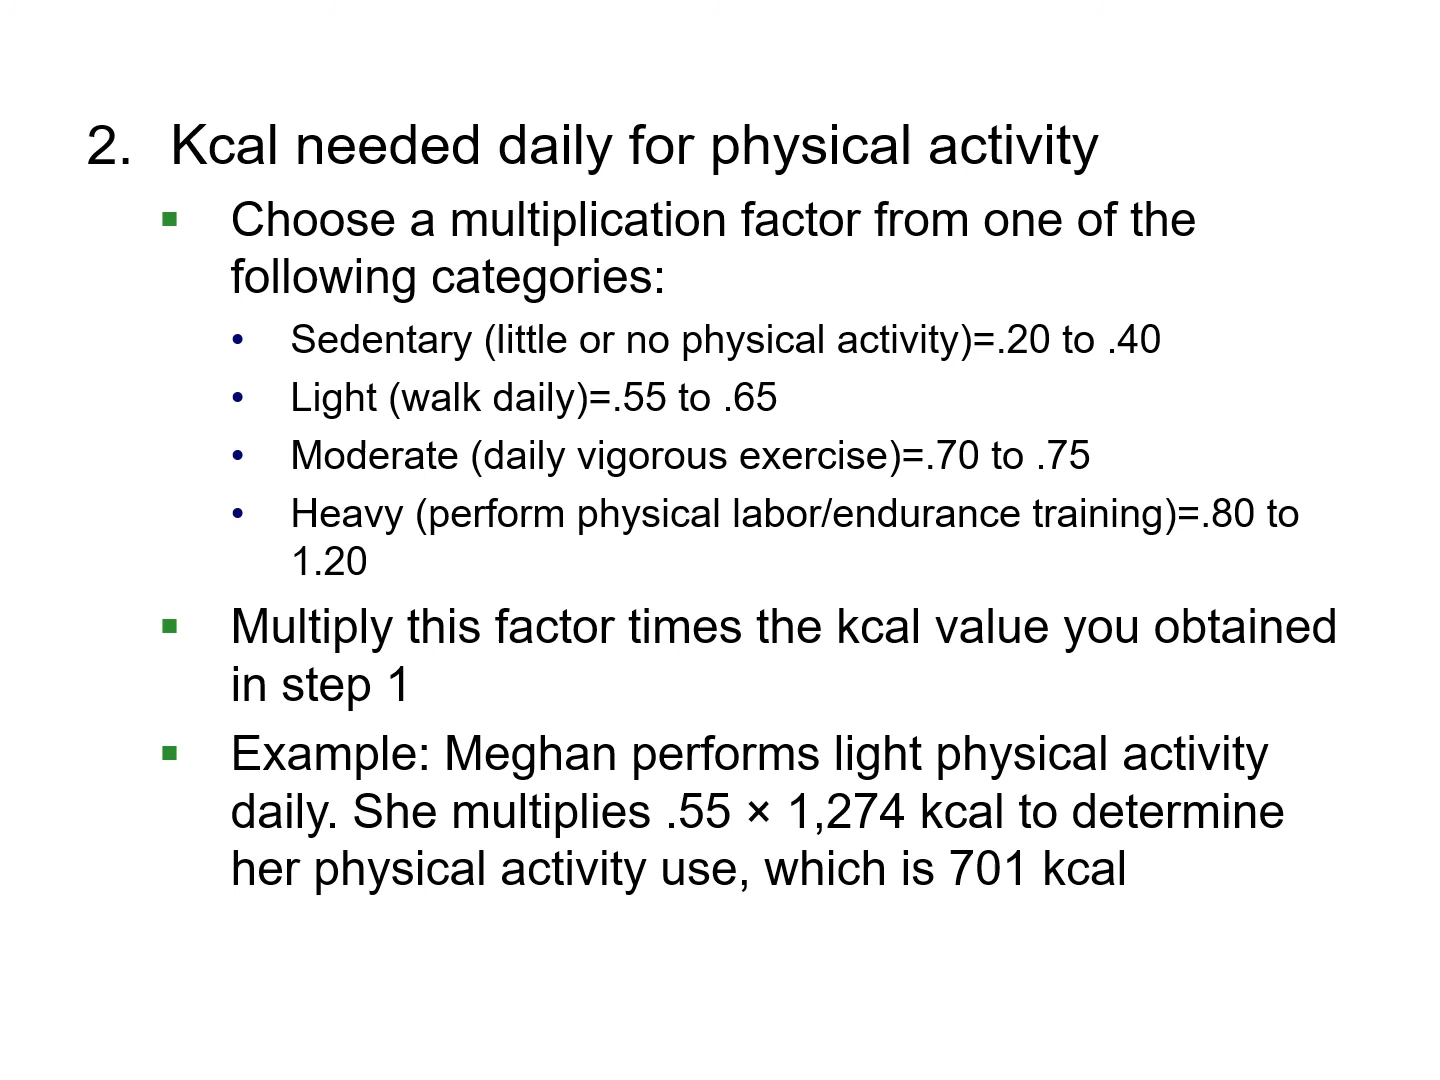 2. Kcal needed daily for physical activity
▪ Choose a multiplication factor from one of the
following categories:
• Sedentary (little or no physical activity)=.20 to .40
• Light (walk daily)=.55 to .65
• Moderate (daily vigorous exercise)=.70 to .75
• Heavy (perform physical labor/endurance training)=.80 to
1.20
▪ Multiply this factor times the kcal value you obtained
in step 1
▪ Example: Meghan performs light physical activity
daily. She multiplies .55 × 1,274 kcal to determine
her physical activity use, which is 701 kcal